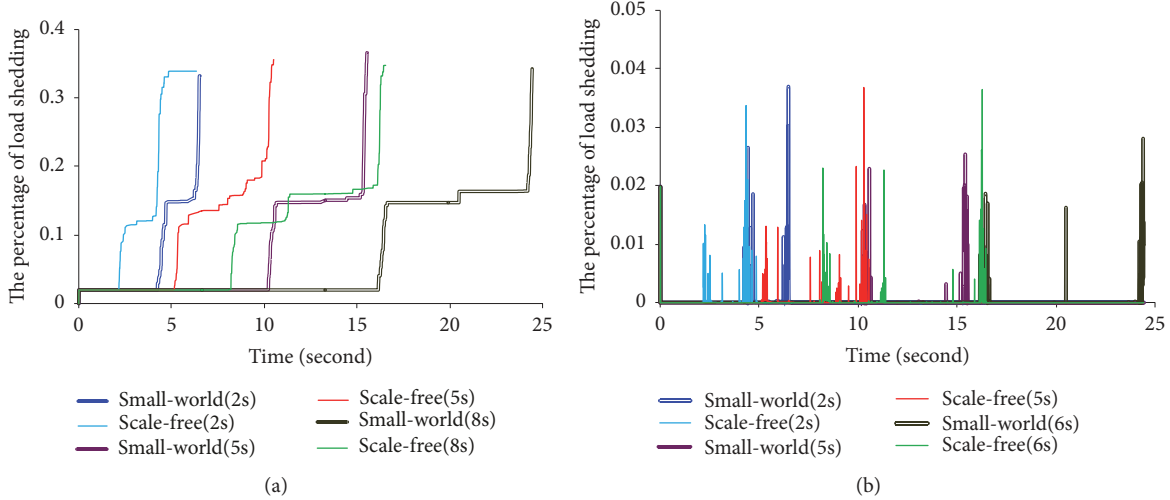 The percentage of load shedding
0.4
0.3
0.2
0.1
0
0 5 10 15 20 25
Time (second)
Small-world(2s)
Scale-free(2s)
Small-world(5s)
Scale-free(5s)
Small-world(8s)
Scale-free(8s)
(a)
The percentage of load shedding
0.05
0.04
0.03
0.02
0.01
0
0 5 10 15 20 25
Time (second)
Small-world(2s)
Scale-free(2s)
Small-world(5s)
Scale-free(5s)
Small-world(6s)
Scale-free(6s)
(b)